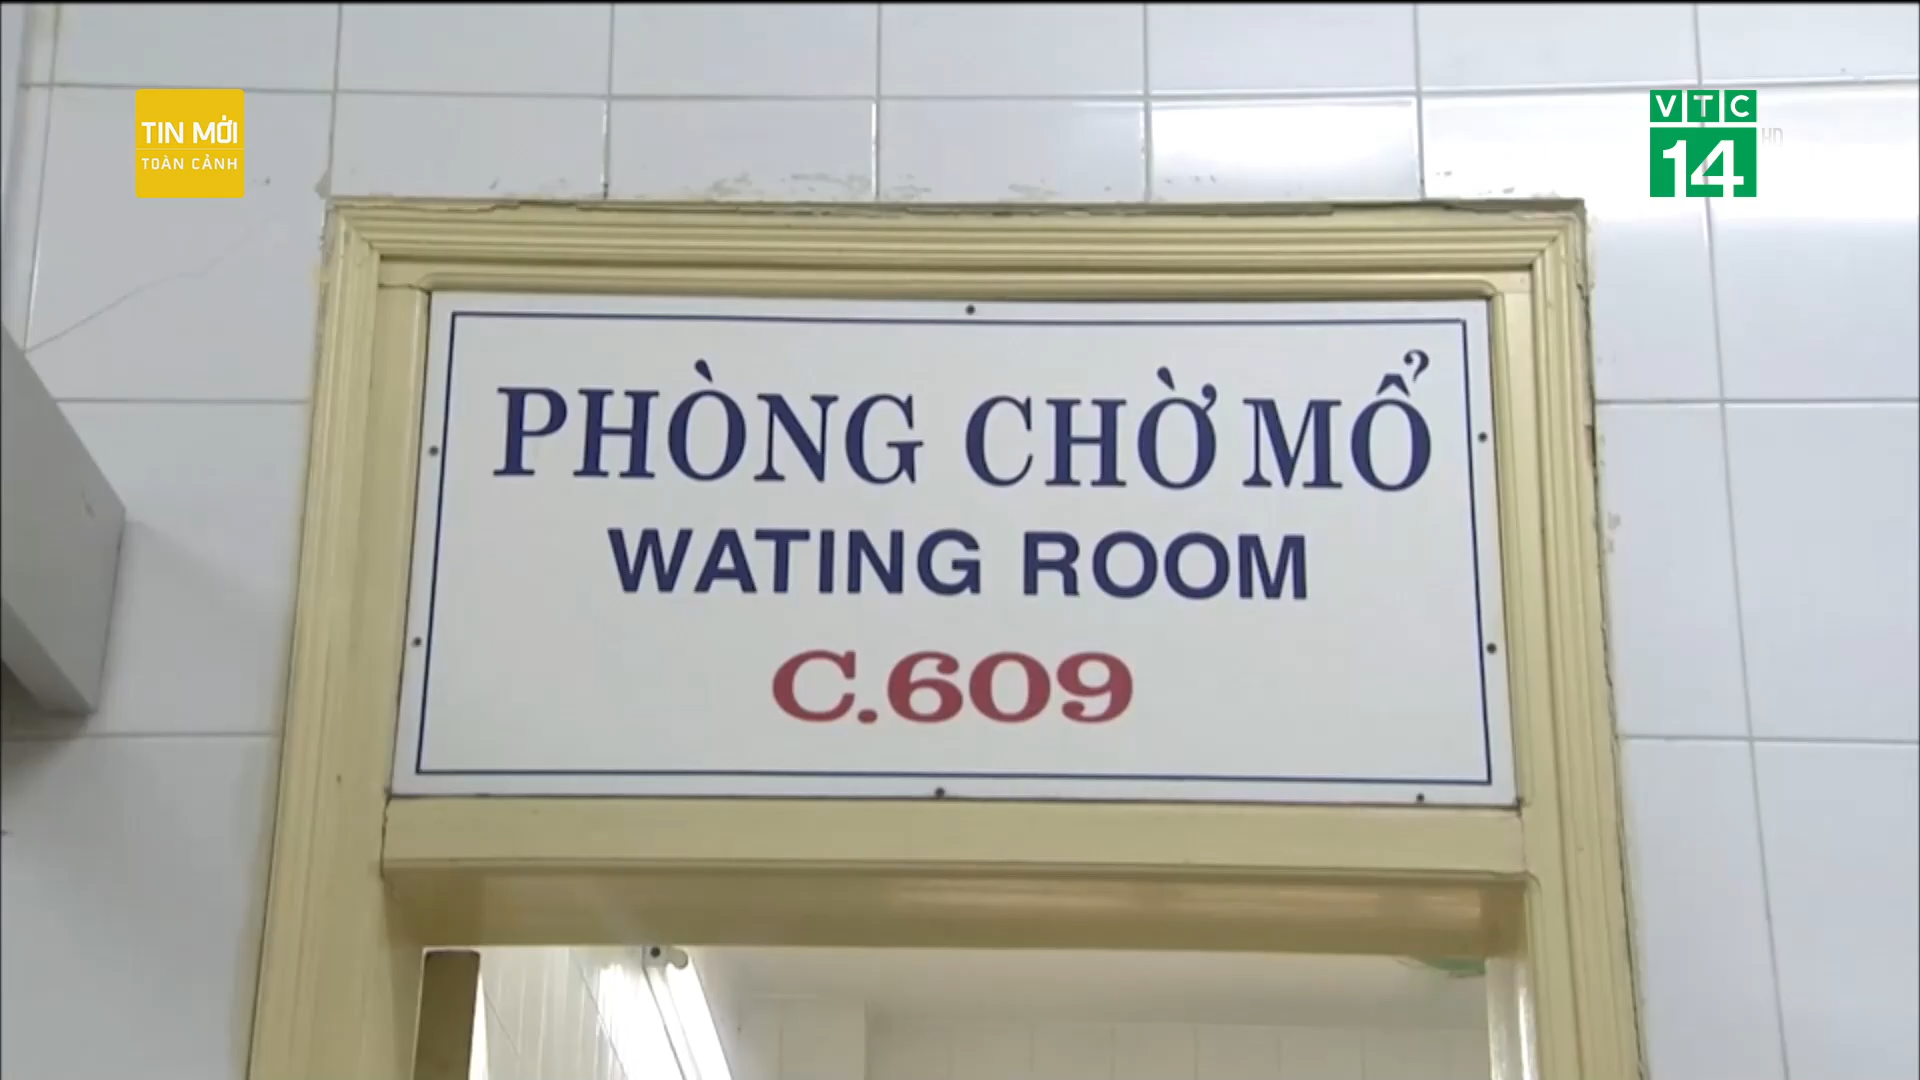 TIN MỚI
TOÀN CẢNH
VTC
14
HD
PHÒNG CHỜ MỔ
WATING ROOM
C.609